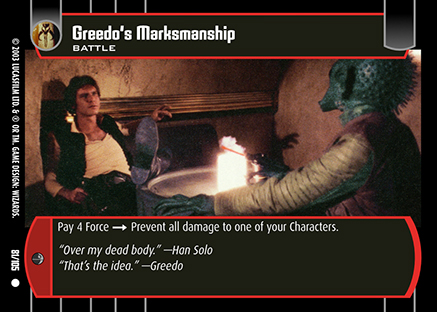 Greedo's Marksmanship
BATTLE
Pay 4 Force → Prevent all damage to one of your Characters.
"Over my dead body." —Han Solo
"That's the idea." —Greedo
© 2003 LUCASFILM LTD. & ® OR TM. GAME DESIGN: WIZARDS.
81/105